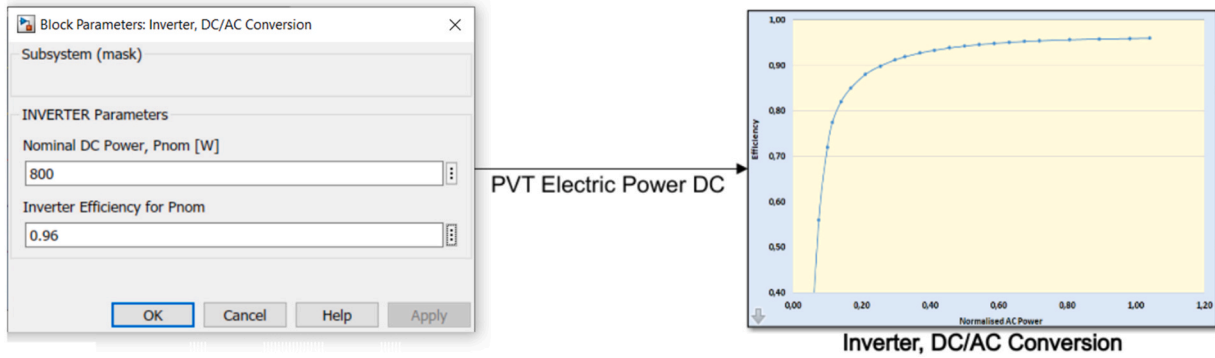 Block Parameters: Inverter, DC/AC Conversion
Subsystem (mask)
INVERTER Parameters
Nominal DC Power, Pnom [W]
800
Inverter Efficiency for Pnom
0.96
OK Cancel Help Apply
PVT Electric Power DC
1,00
0,90
0,80
0,70
0,60
0,50
0,40
Efficiency
0,00 0,20 0,40 0,60 0,80 1,00 1,20
Normalised AC Power
Inverter, DC/AC Conversion